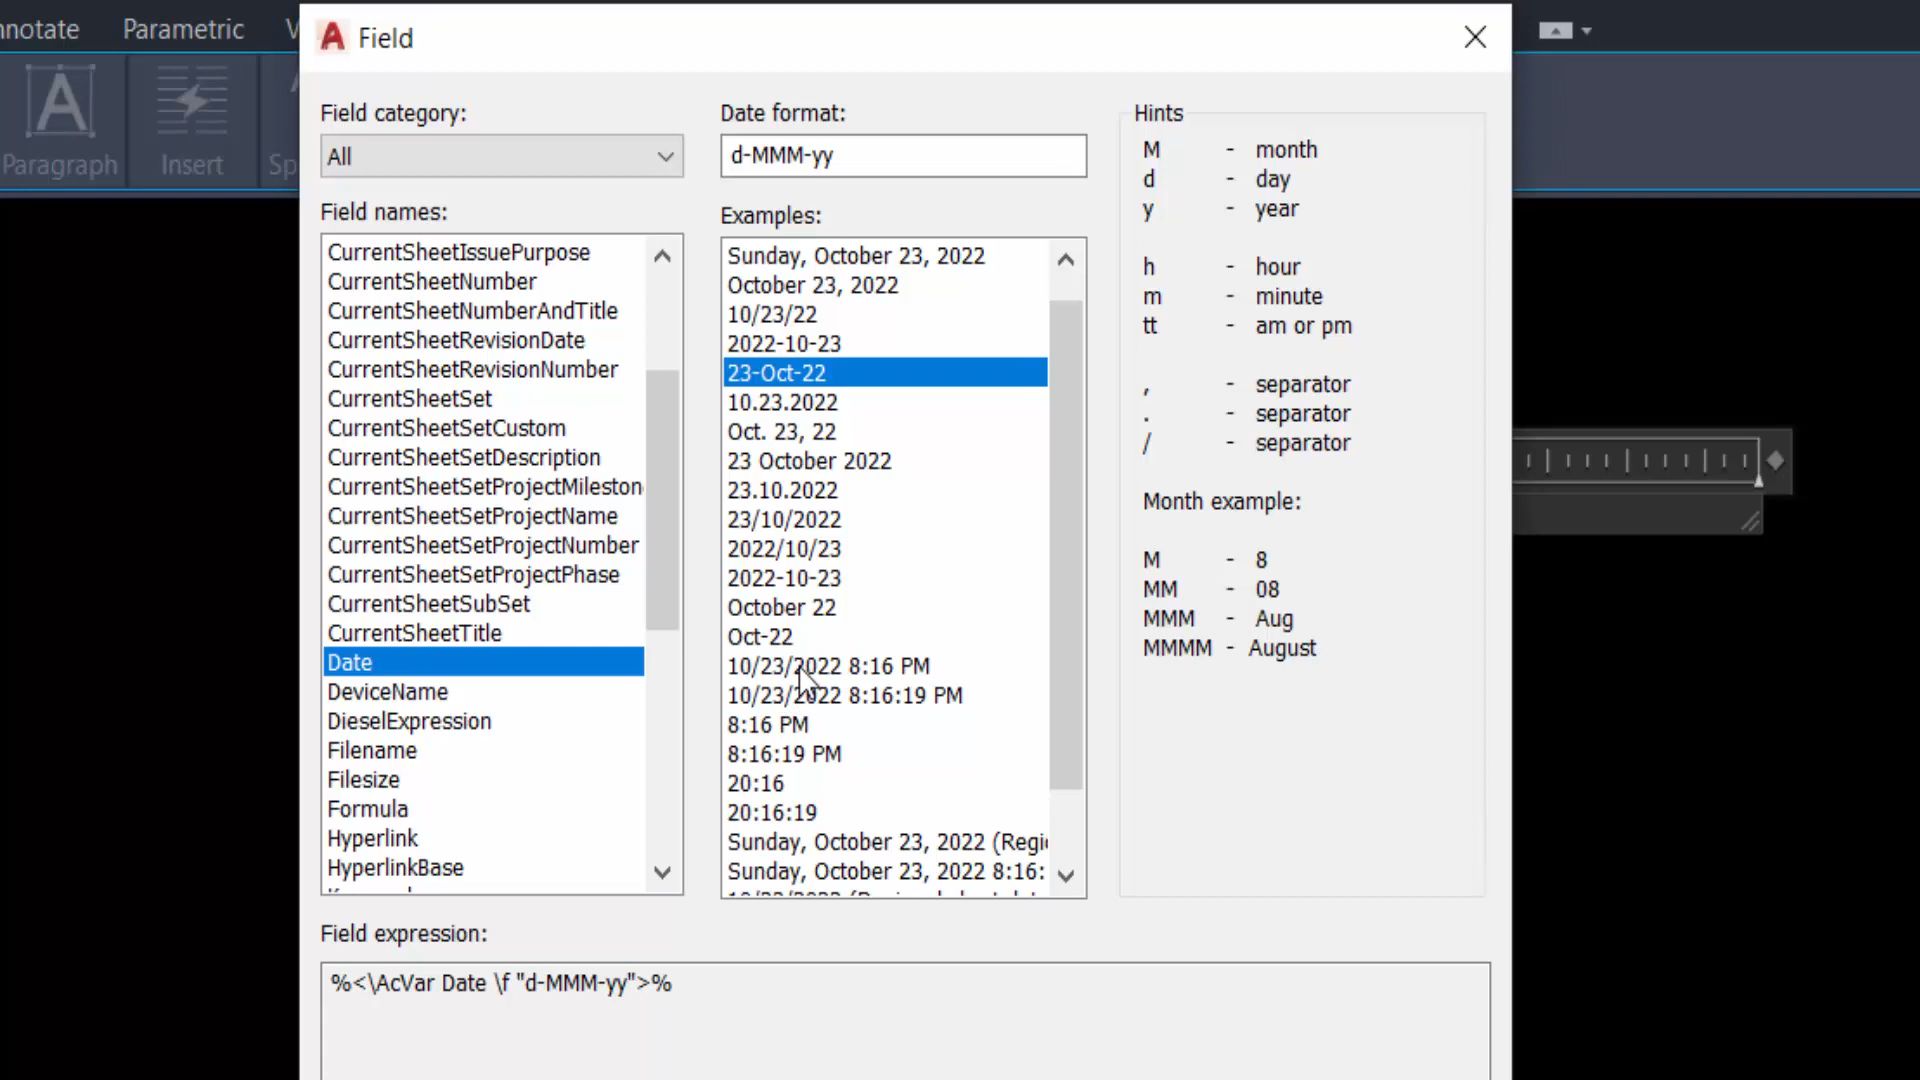 nnotate Parametric V
Paragraph Insert Sp
A Field
Field category:
All
Field names:
CurrentSheetIssuePurpose
CurrentSheetNumber
CurrentSheetNumberAndTitle
CurrentSheetRevisionDate
CurrentSheetRevisionNumber
CurrentSheetSet
CurrentSheetSetCustom
CurrentSheetSetDescription
CurrentSheetSetProjectMileston
CurrentSheetSetProjectName
CurrentSheetSetProjectNumber
CurrentSheetSetProjectPhase
CurrentSheetSubSet
CurrentSheetTitle
Date
DeviceName
DieselExpression
Filename
Filesize
Formula
Hyperlink
HyperlinkBase
Date format:
d-MMM-yy
Examples:
Sunday, October 23, 2022
October 23, 2022
10/23/22
2022-10-23
23-Oct-22
10.23.2022
Oct. 23, 22
23 October 2022
23.10.2022
23/10/2022
2022/10/23
2022-10-23
October 22
Oct-22
10/23/2022 8:16 PM
10/23/2022 8:16:19 PM
8:16 PM
8:16:19 PM
20:16
20:16:19
Sunday, October 23, 2022 (Regi
Sunday, October 23, 2022 8:16:
Hints
M - month
d - day
y - year
h - hour
m - minute
tt - am or pm
, - separator
. - separator
/ - separator
Month example:
M - 8
MM - 08
MMM - Aug
MMMM - August
Field expression:
%<\AcVar Date \f "d-MMM-yy">%